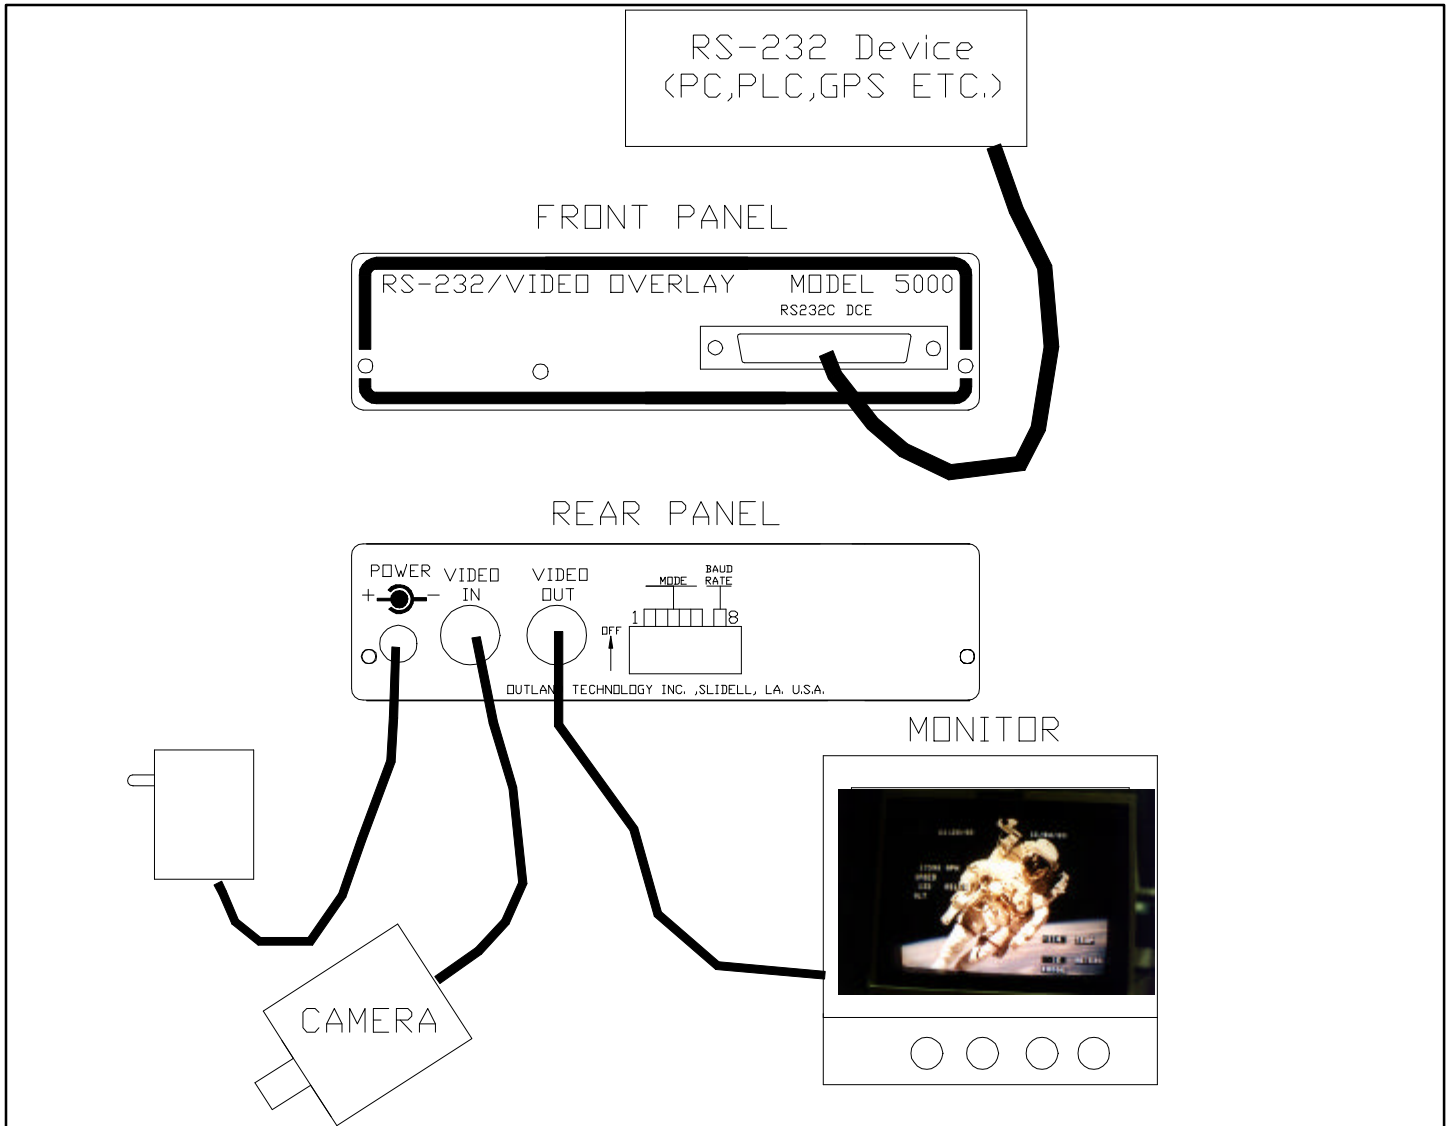 RS-232 Device
(PC,PLC,GPS ETC.)
FRONT PANEL
RS-232/VIDEO OVERLAY MODEL 5000
RS232C DCE
REAR PANEL
POWER
+ -
VIDEO
IN
VIDEO
OUT
MODE
BAUD
RATE
1 8
OFF
OUTLAN TECHNOLOGY INC. ,SLIDELL, LA. U.S.A.
MONITOR
CAMERA